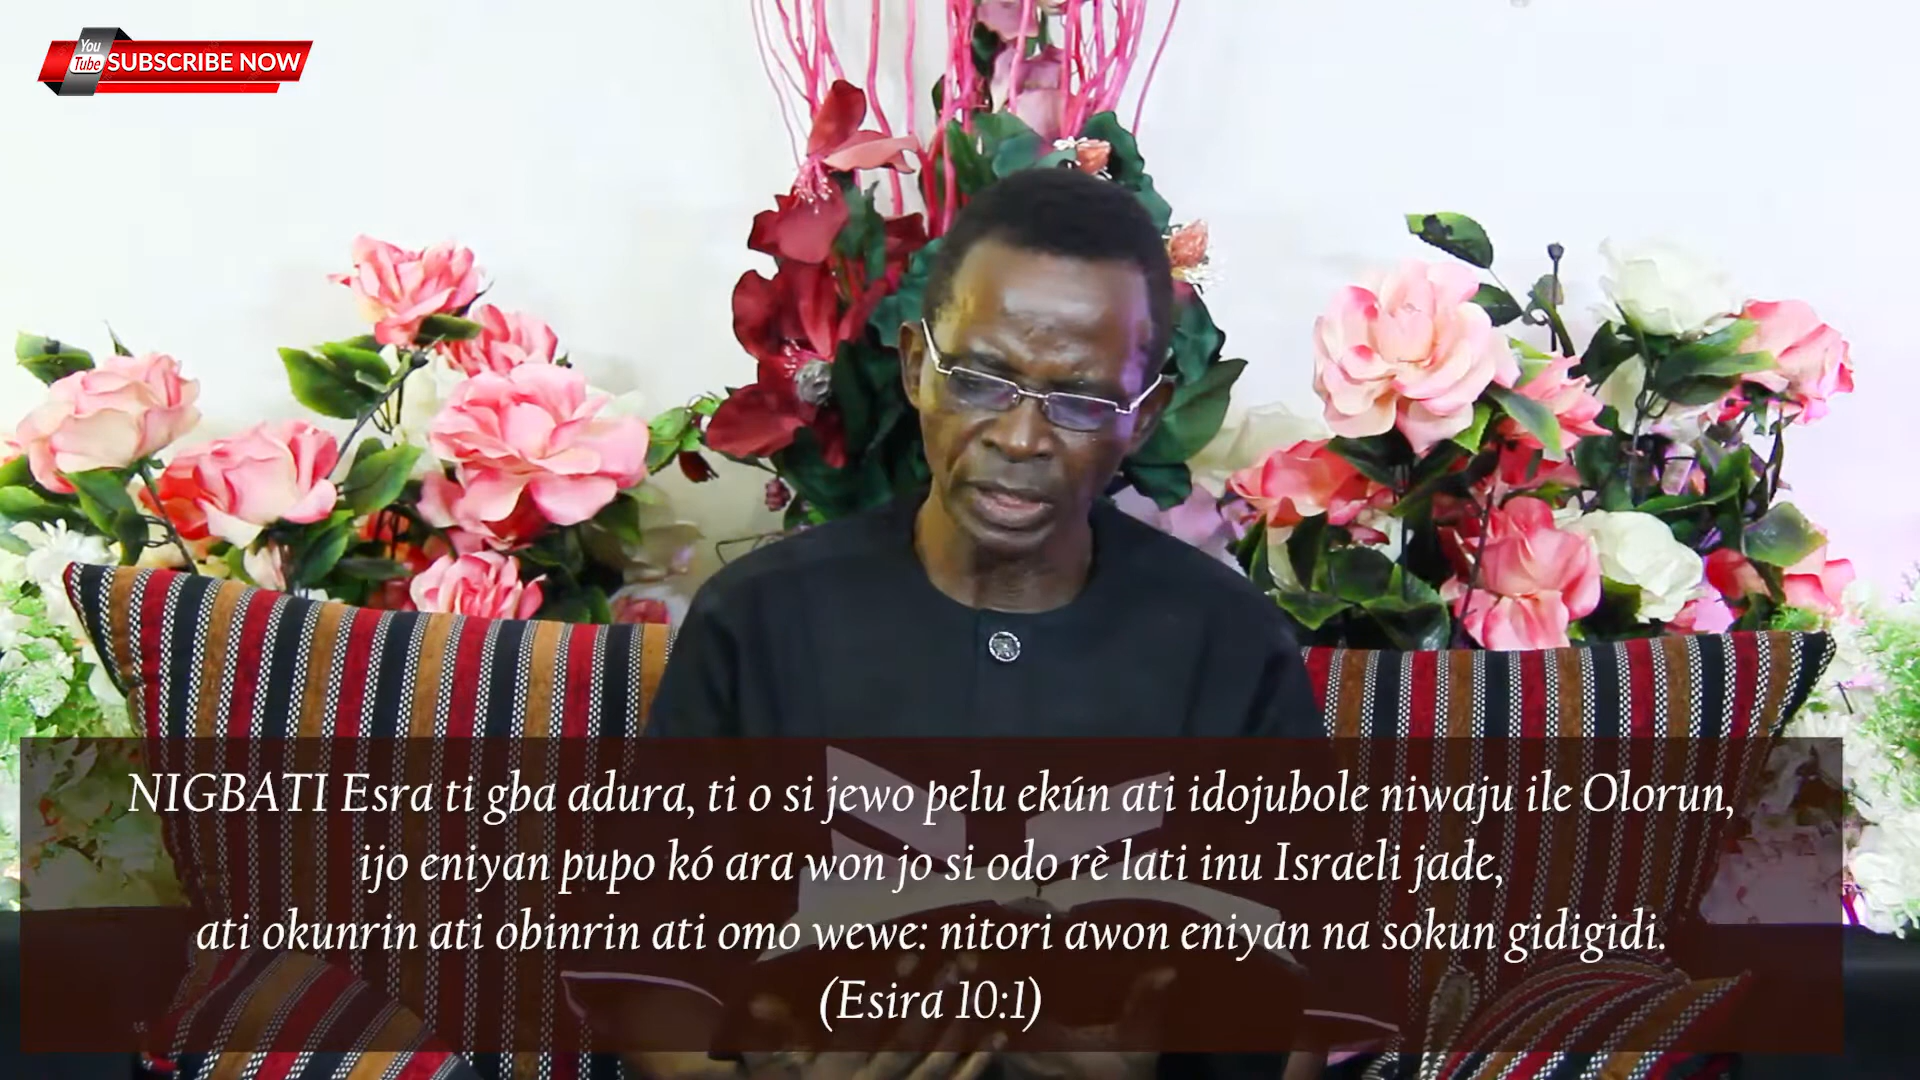 You
Tube
SUBSCRIBE NOW
NIGBATI Esra ti gba adura, ti o si jewo pelu ekún ati idojubole niwaju ile Olorun,
ijo eniyan pupo kó ara won jo si odo rè lati inu Israeli jade,
ati okunrin ati obinrin ati omo wewe: nitori awon eniyan na sokun gidigidi.
(Esira 10:1)